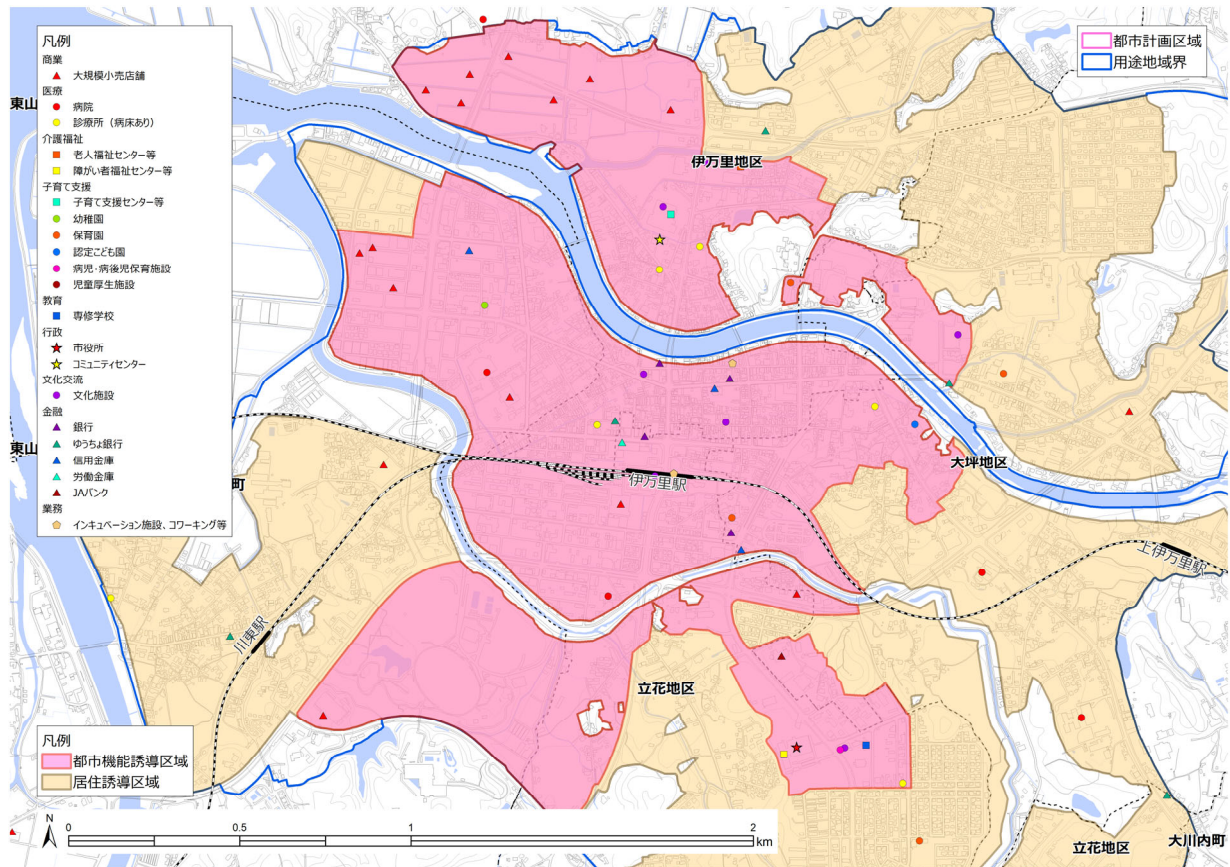 凡例
商業
大規模小売店舗
医療
病院
診療所（病床あり）
介護福祉
老人福祉センター等
障がい者福祉センター等
子育て支援
子育て支援センター等
幼稚園
保育園
認定こども園
病児・病後児保育施設
児童厚生施設
教育
専修学校
行政
市役所
コミュニティセンター
文化交流
文化施設
金融
銀行
ゆうちょ銀行
信用金庫
労働金庫
JAバンク
業務
インキュベーション施設、コワーキング等
都市計画区域
用途地域界
東山
東山
町
伊万里地区
大坪地区
伊万里駅
上伊万里駅
川東駅
立花地区
立花地区
大川内町
凡例
都市機能誘導区域
居住誘導区域
N
0 0.5 1 2
km